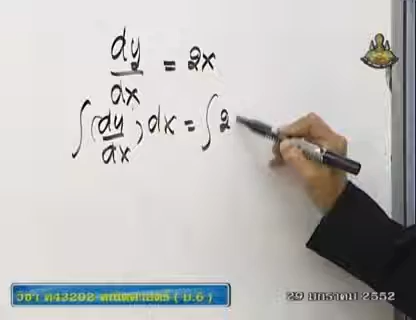 dy/dx = 2x
∫(dy/dx)dx = ∫2
วิชา ค43202 คณิตศาสตร์ ( ม.6 )
29 มกราคม 2552